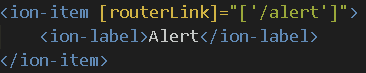 <ion-item [routerLink]="['/alert']">
    <ion-label>Alert</ion-label>
</ion-item>